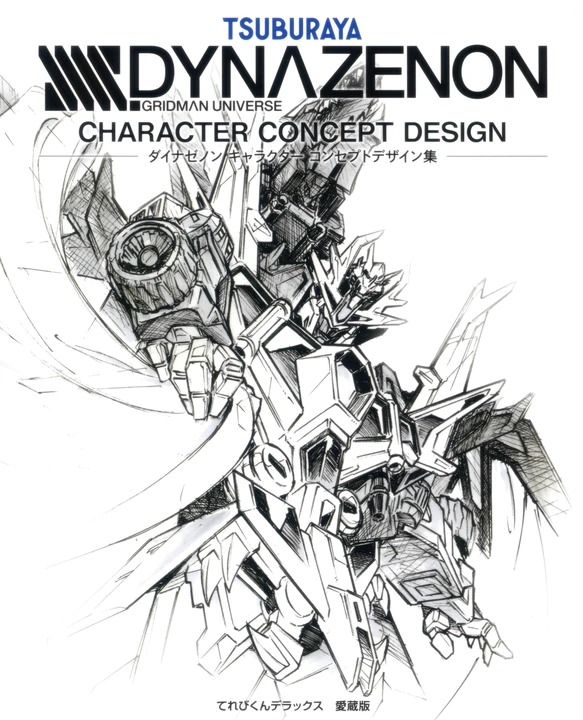 TSUBURAYA
SSSS.DYNAZENON
GRIDMAN UNIVERSE
CHARACTER CONCEPT DESIGN
ダイナゼノン キャラクター コンセプトデザイン集
てれびくんデラックス 愛蔵版